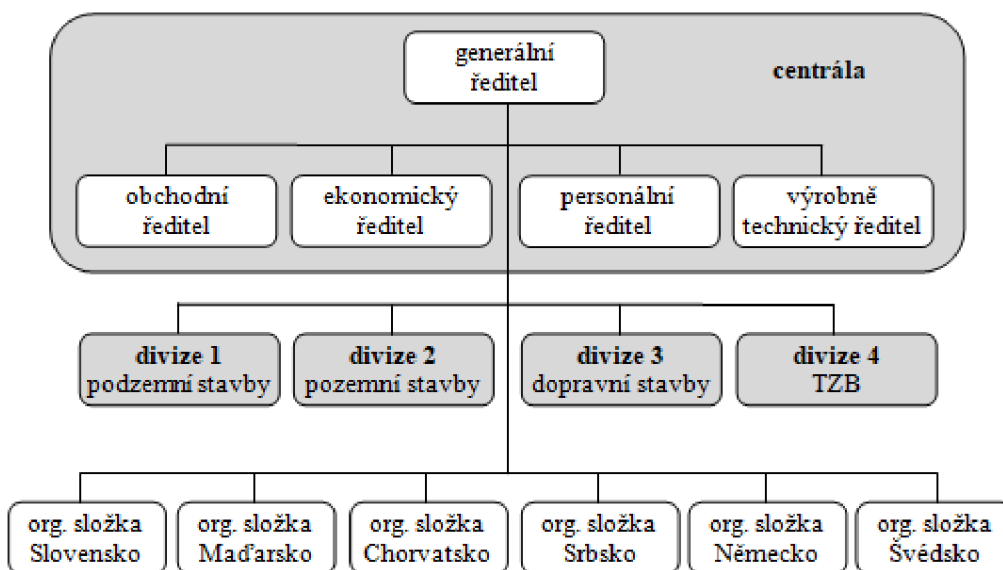 generální
ředitel
centrála
obchodní
ředitel
ekonomický
ředitel
personální
ředitel
výrobně
technický ředitel
divize 1
podzemní stavby
divize 2
pozemní stavby
divize 3
dopravní stavby
divize 4
TZB
org. složka
Slovensko
org. složka
Maďarsko
org. složka
Chorvatsko
org. složka
Srbsko
org. složka
Německo
org. složka
Švédsko